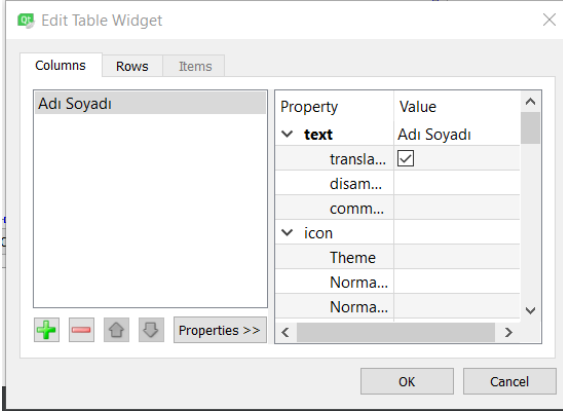 Edit Table Widget
Columns Rows Items
Adı Soyadı
Property Value
text Adı Soyadı
transla...
disam...
comm...
icon
Theme
Norma...
Norma...
Properties >>
OK Cancel